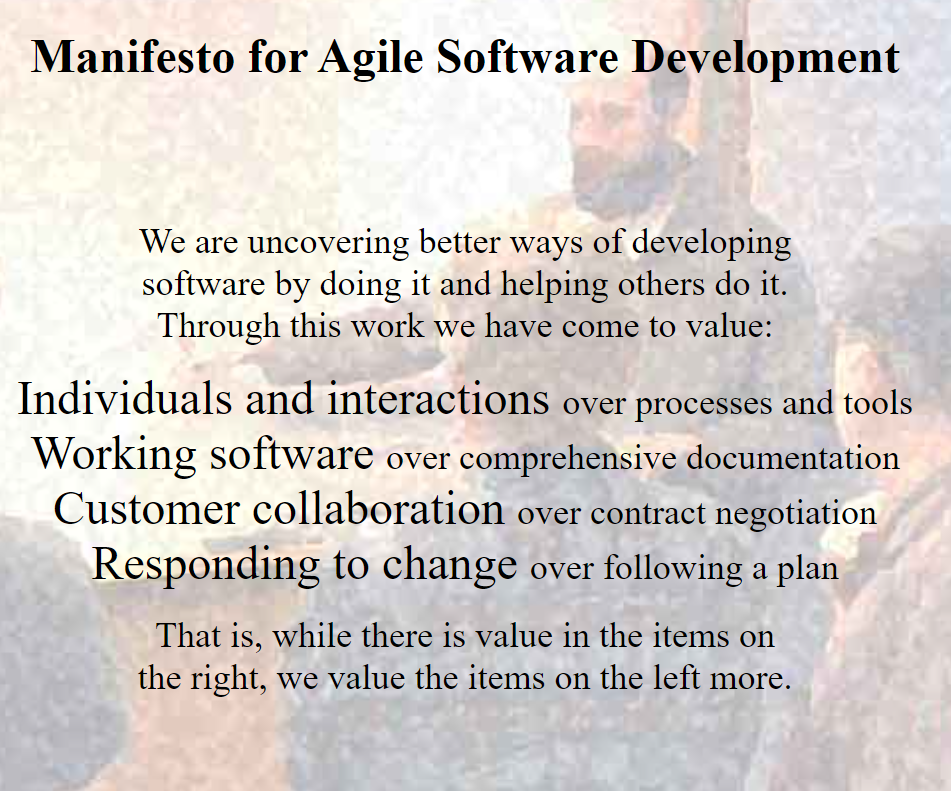 Manifesto for Agile Software Development
We are uncovering better ways of developing
software by doing it and helping others do it.
Through this work we have come to value:
Individuals and interactions over processes and tools
Working software over comprehensive documentation
Customer collaboration over contract negotiation
Responding to change over following a plan
That is, while there is value in the items on
the right, we value the items on the left more.